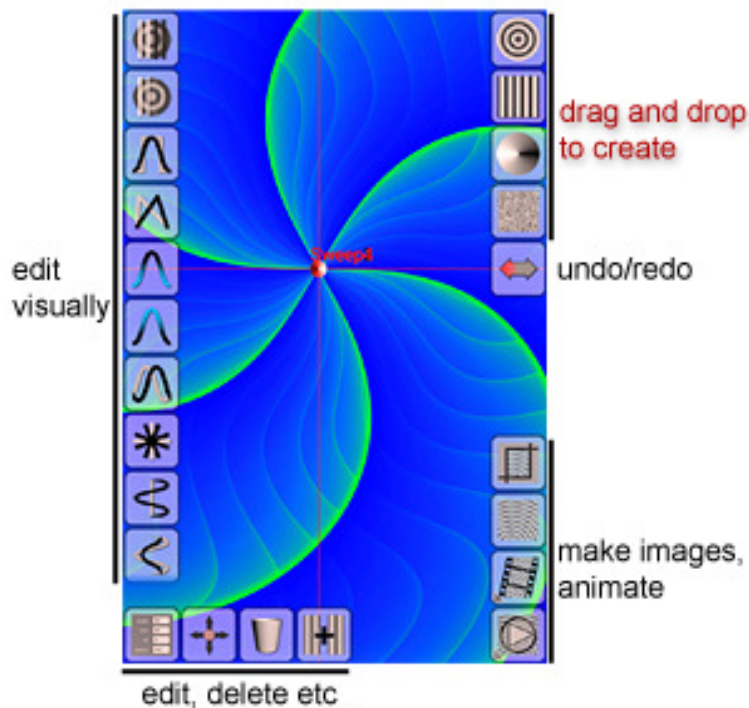 drag and drop
to create
Sweep4
edit
visually
undo/redo
make images,
animate
edit, delete etc